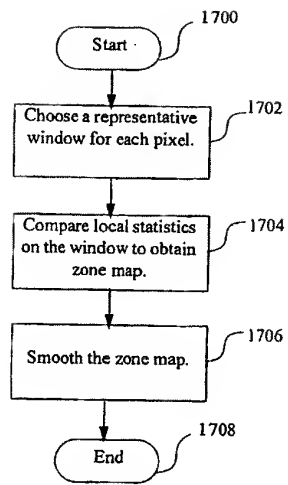 1700
Start
1702
Choose a representative
window for each pixel.
1704
Compare local statistics
on the window to obtain
zone map.
1706
Smooth the zone map.
1708
End